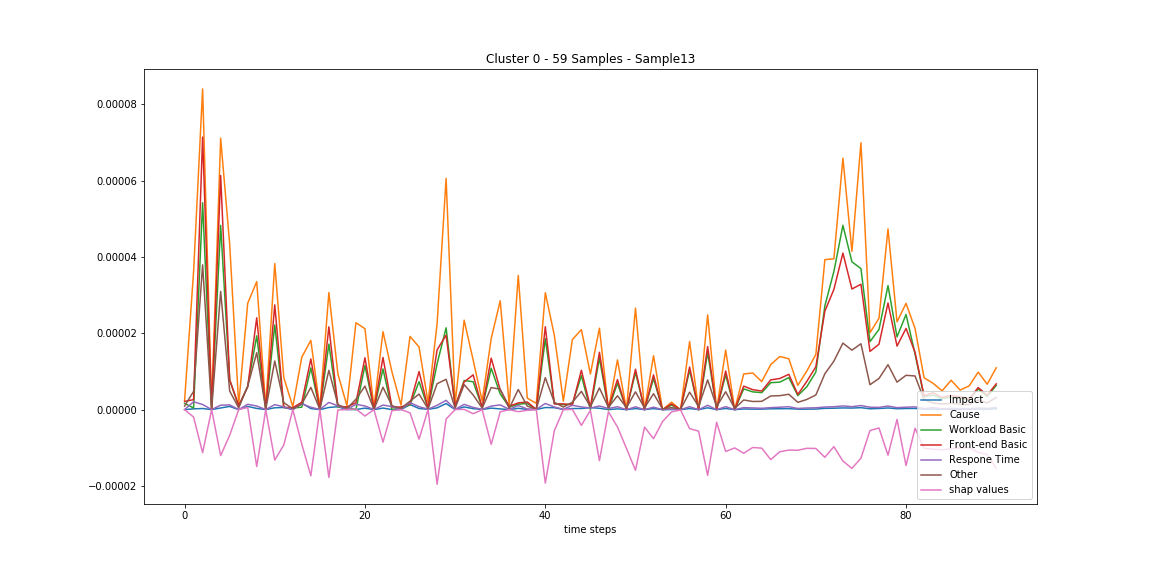 Cluster 0 - 59 Samples - Sample13
0.00008
0.00006
0.00004
0.00002
0.00000
−0.00002
0
20
40
60
80
time steps
Impact
Cause
Workload Basic
Front-end Basic
Respone Time
Other
shap values